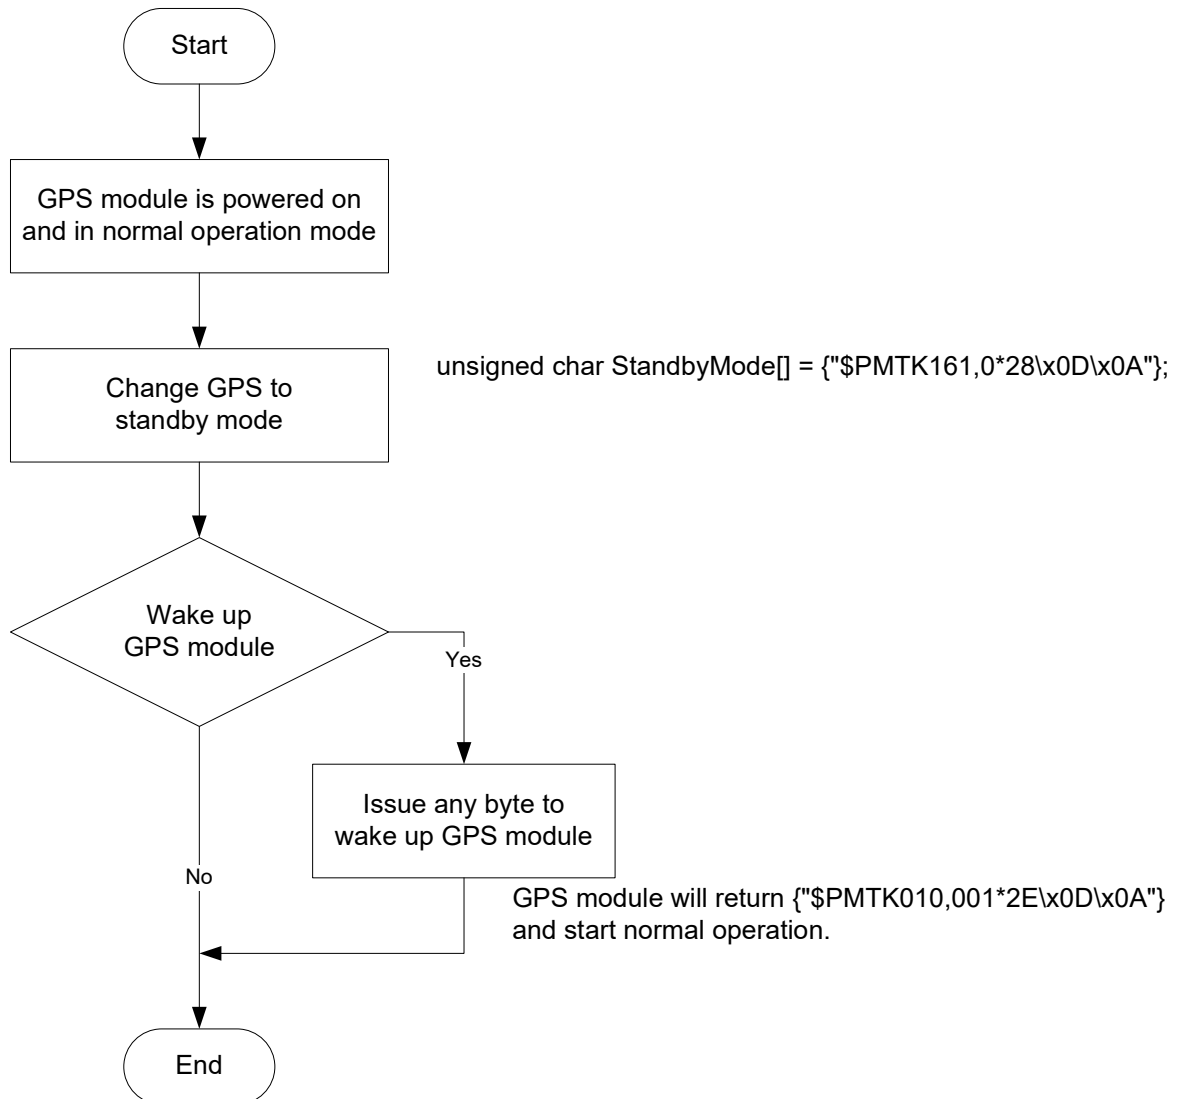 Start
GPS module is powered on
and in normal operation mode
Change GPS to
standby mode
unsigned char StandbyMode[] = {"$PMTK161,0*28\x0D\x0A"};
Wake up
GPS module
Yes
Issue any byte to
wake up GPS module
No
GPS module will return {"$PMTK010,001*2E\x0D\x0A"}
and start normal operation.
End